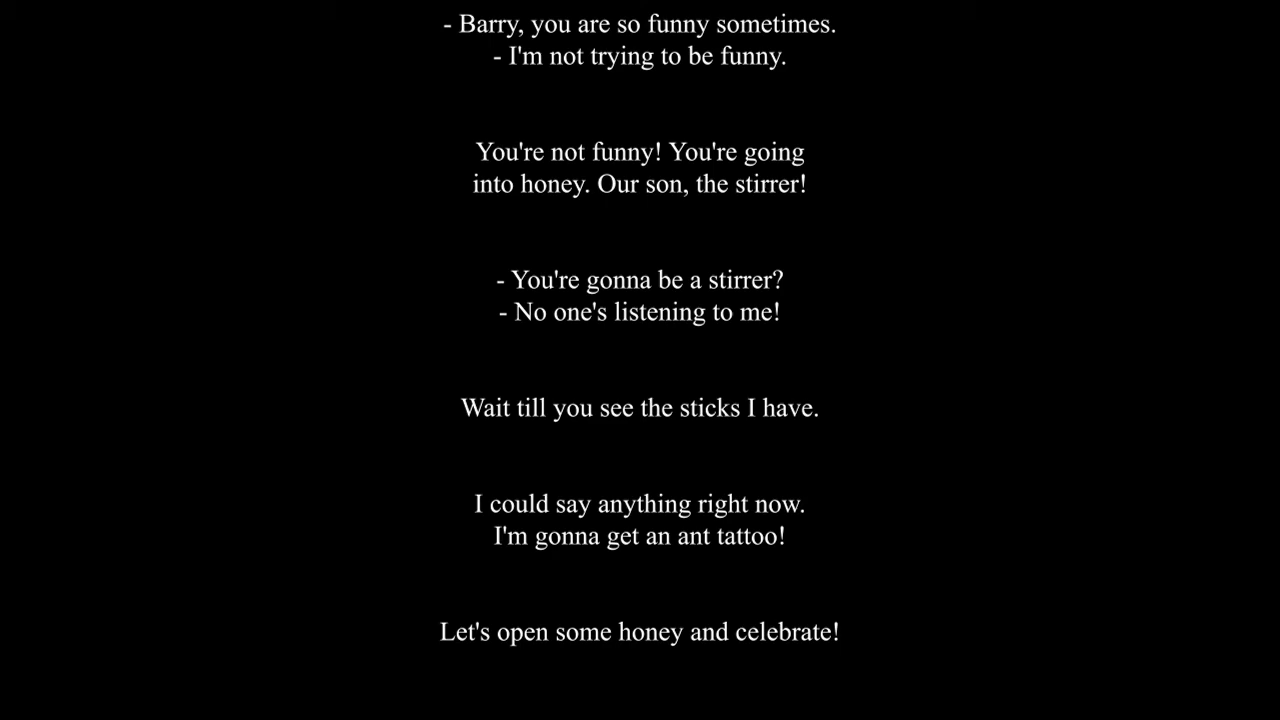 - Barry, you are so funny sometimes.
- I'm not trying to be funny.
You're not funny! You're going
into honey. Our son, the stirrer!
- You're gonna be a stirrer?
- No one's listening to me!
Wait till you see the sticks I have.
I could say anything right now.
I'm gonna get an ant tattoo!
Let's open some honey and celebrate!